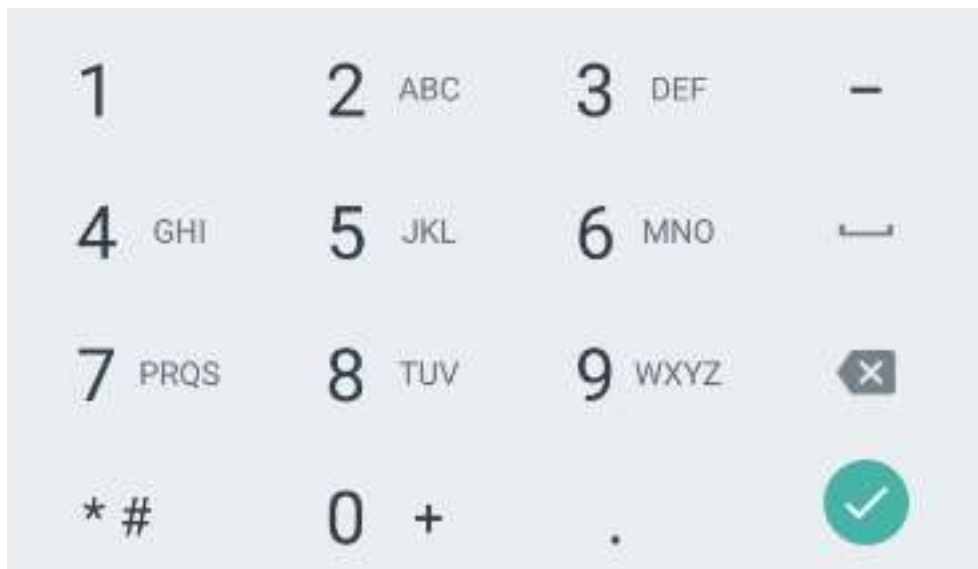 1 2 ABC 3 DEF -
4 GHI 5 JKL 6 MNO
7 PRQS 8 TUV 9 WXYZ
* # 0 + .